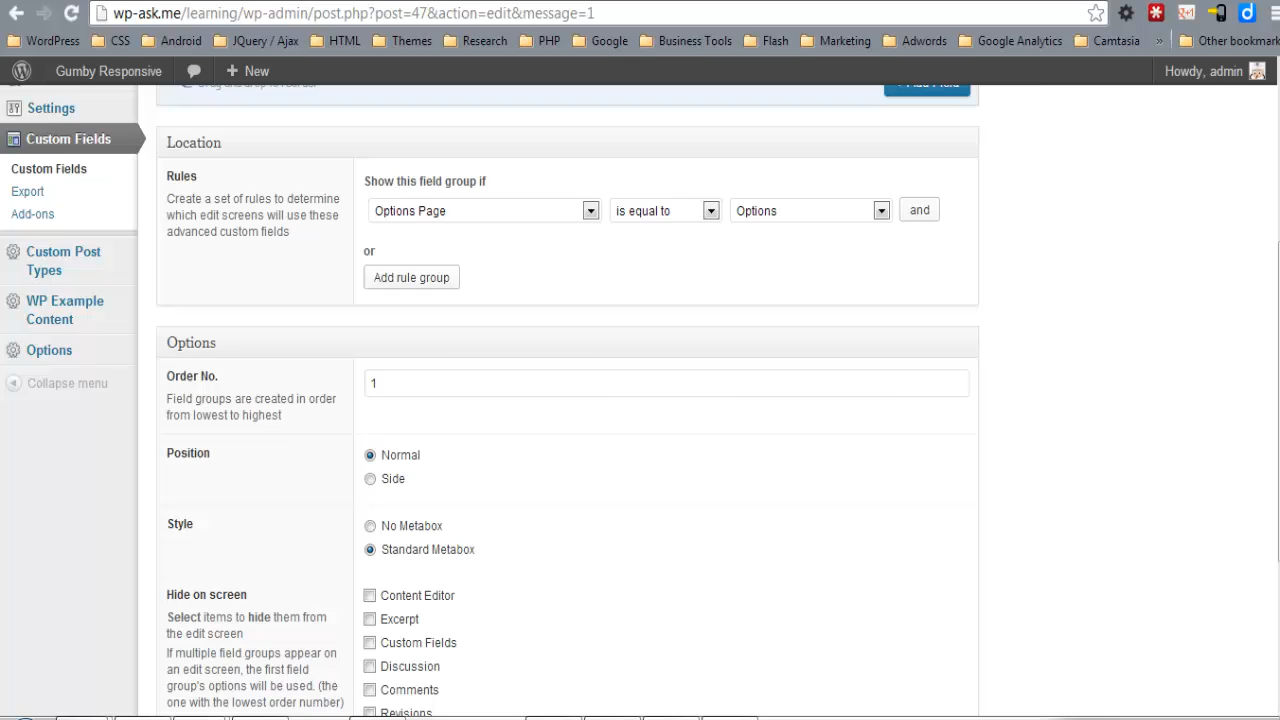 wp-ask.me/learning/wp-admin/post.php?post=47&action=edit&message=1
WordPress CSS Android JQuery / Ajax HTML Themes Research PHP Google Business Tools Flash Marketing Adwords Google Analytics Camtasia » Other bookmark
Gumby Responsive + New Howdy, admin
Settings
Custom Fields
Custom Fields
Export
Add-ons
Custom Post
Types
WP Example
Content
Options
Collapse menu
+ Add Field
Location
Rules
Create a set of rules to determine
which edit screens will use these
advanced custom fields
Show this field group if
Options Page is equal to Options and
or
Add rule group
Options
Order No.
Field groups are created in order
from lowest to highest
1
Position
Normal
Side
Style
No Metabox
Standard Metabox
Hide on screen
Select items to hide them from
the edit screen
If multiple field groups appear on
an edit screen, the first field
group's options will be used. (the
one with the lowest order number)
Content Editor
Excerpt
Custom Fields
Discussion
Comments
Revisions